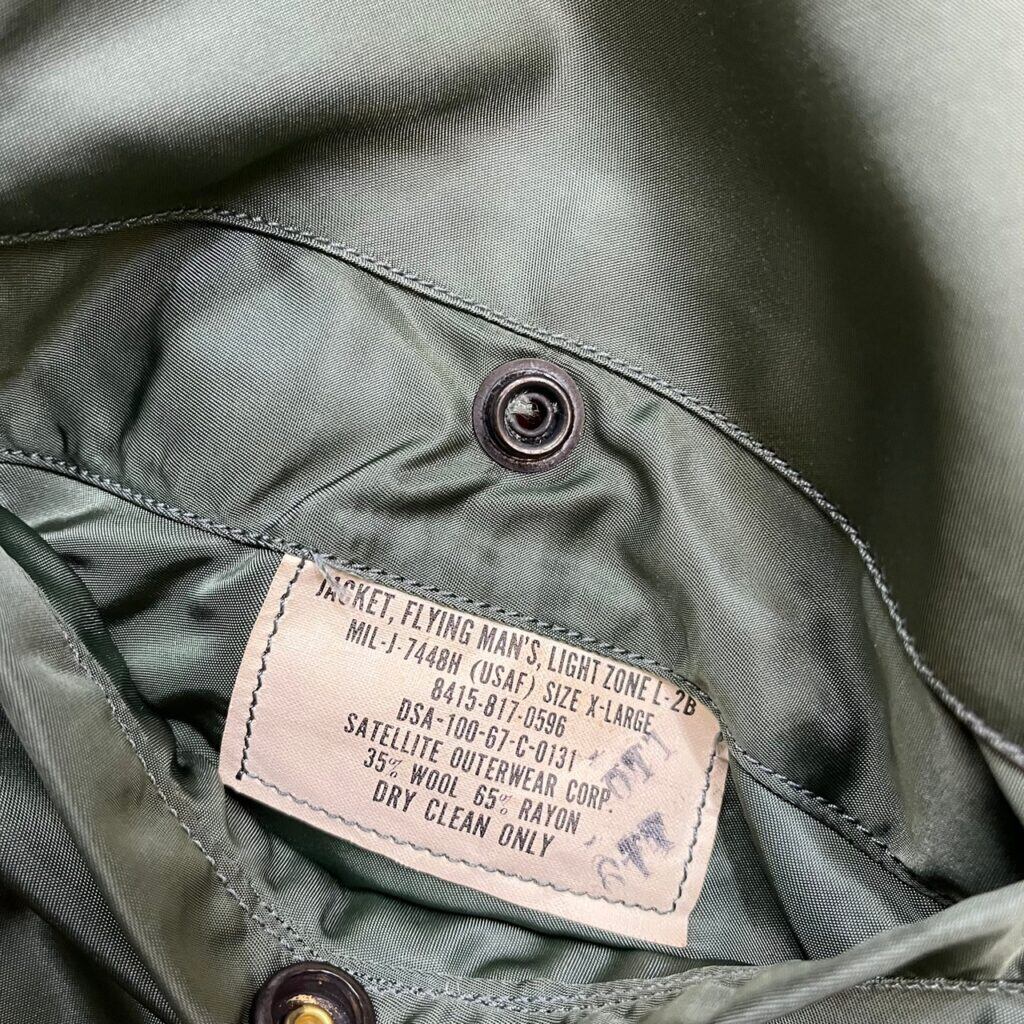 JACKET, FLYING MAN'S, LIGHT ZONE L-2B
MIL-J-7448H (USAF) SIZE X-LARGE
8415-817-0596
DSA-100-67-C-0131
SATELLITE OUTERWEAR CORP.
35% WOOL 65% RAYON
DRY CLEAN ONLY